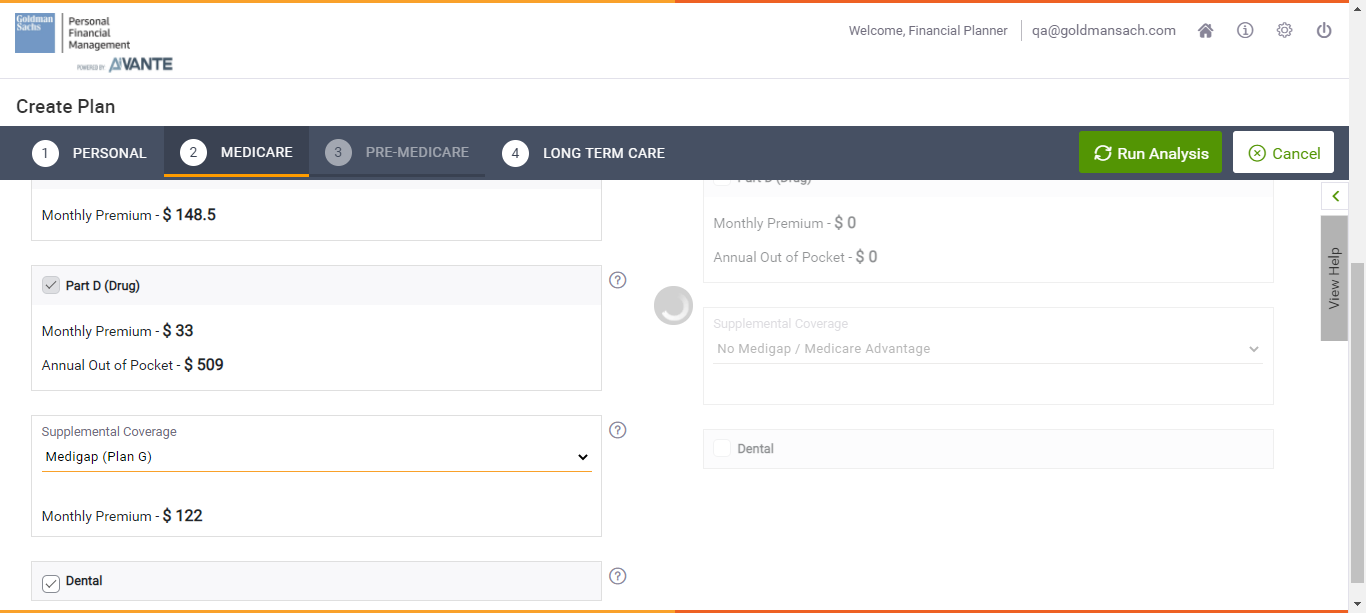 Goldman
Sachs
Personal
Financial
Management
POWERED BY AIVANTE
Welcome, Financial Planner
qa@goldmansach.com
Create Plan
1 PERSONAL
2 MEDICARE
3 PRE-MEDICARE
4 LONG TERM CARE
Run Analysis
Cancel
Monthly Premium - $ 148.5
Part D (Drug)
Monthly Premium - $ 33
Annual Out of Pocket - $ 509
Supplemental Coverage
Medigap (Plan G)
Monthly Premium - $ 122
Dental
Part D (Drug)
Monthly Premium - $ 0
Annual Out of Pocket - $ 0
Supplemental Coverage
No Medigap / Medicare Advantage
Dental
View Help